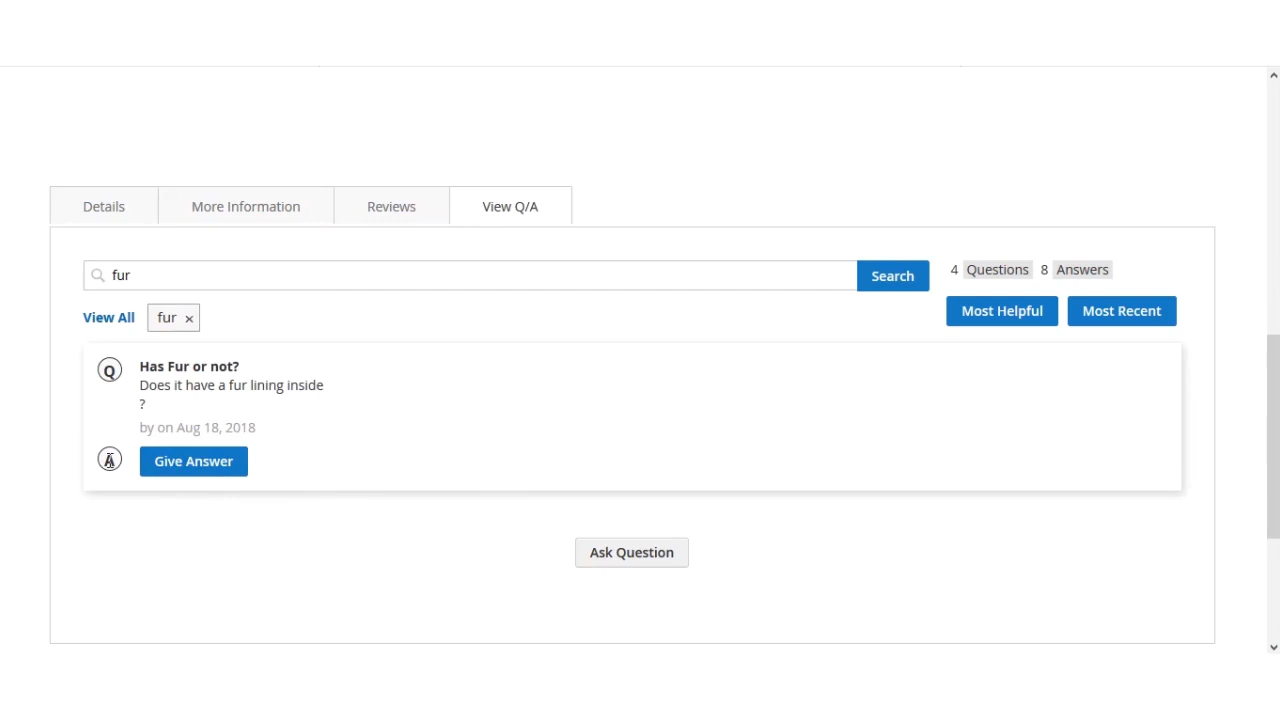 Details More Information Reviews View Q/A
fur Search 4 Questions 8 Answers
View All fur × Most Helpful Most Recent
Q Has Fur or not?
Does it have a fur lining inside
?
by on Aug 18, 2018
A Give Answer
Ask Question